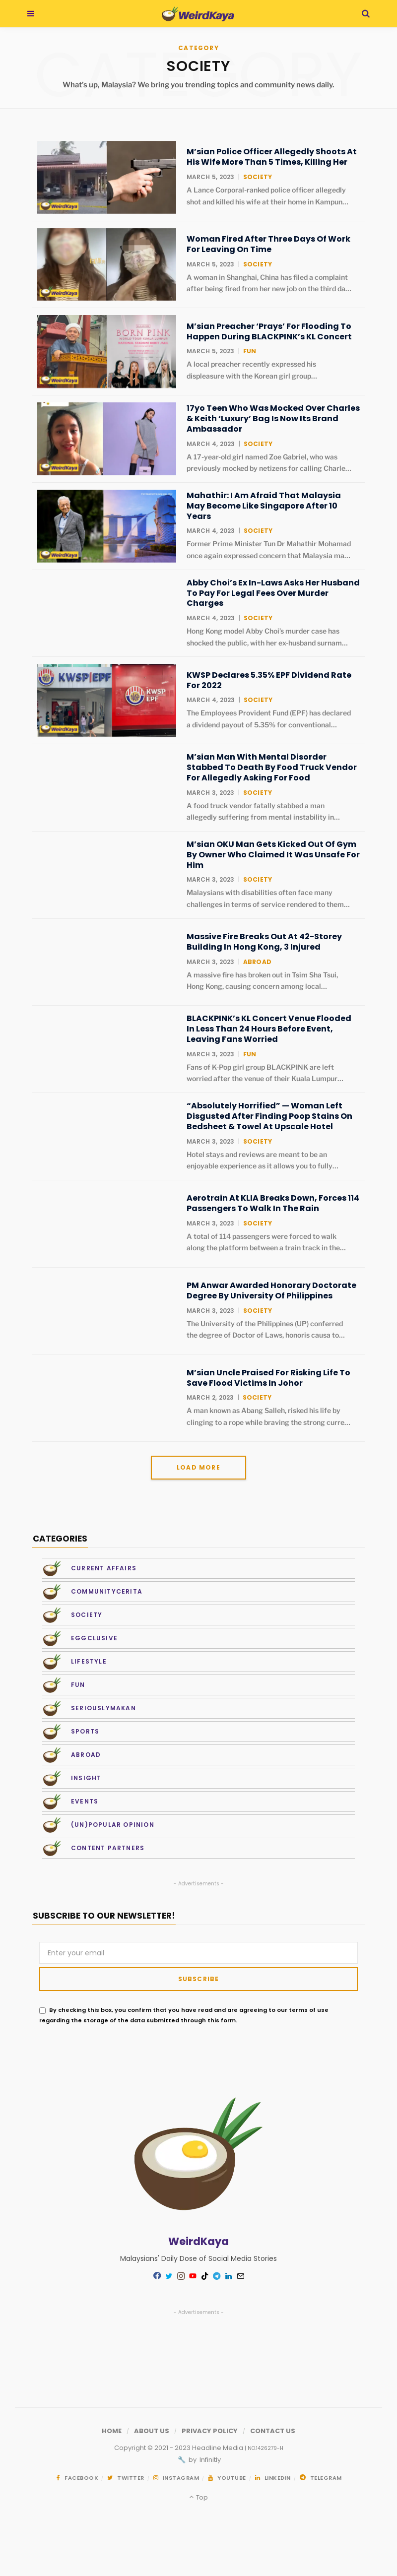 WeirdKaya
CATEGORY
SOCIETY
What's up, Malaysia? We bring you trending topics and community news daily.
M'sian Police Officer Allegedly Shoots At
His Wife More Than 5 Times, Killing Her
MARCH 5, 2023 | SOCIETY
A Lance Corporal-ranked police officer allegedly
shot and killed his wife at their home in Kampun...
WeirdKaya
Woman Fired After Three Days Of Work
For Leaving On Time
MARCH 5, 2023 | SOCIETY
A woman in Shanghai, China has filed a complaint
after being fired from her new job on the third da...
WeirdKaya
M'sian Preacher 'Prays' For Flooding To
Happen During BLACKPINK's KL Concert
MARCH 5, 2023 | FUN
A local preacher recently expressed his
displeasure with the Korean girl group...
BORN PINK
WeirdKaya
17yo Teen Who Was Mocked Over Charles
& Keith 'Luxury' Bag Is Now Its Brand
Ambassador
MARCH 4, 2023 | SOCIETY
A 17-year-old girl named Zoe Gabriel, who was
previously mocked by netizens for calling Charle...
WeirdKaya
Mahathir: I Am Afraid That Malaysia
May Become Like Singapore After 10
Years
MARCH 4, 2023 | SOCIETY
Former Prime Minister Tun Dr Mahathir Mohamad
once again expressed concern that Malaysia ma...
WeirdKaya
Abby Choi's Ex In-Laws Asks Her Husband
To Pay For Legal Fees Over Murder
Charges
MARCH 4, 2023 | SOCIETY
Hong Kong model Abby Choi's murder case has
shocked the public, with her ex-husband surnam...
KWSP Declares 5.35% EPF Dividend Rate
For 2022
MARCH 4, 2023 | SOCIETY
The Employees Provident Fund (EPF) has declared
a dividend payout of 5.35% for conventional...
KWSP EPF
KWSP
EPF
WeirdKaya
M'sian Man With Mental Disorder
Stabbed To Death By Food Truck Vendor
For Allegedly Asking For Food
MARCH 3, 2023 | SOCIETY
A food truck vendor fatally stabbed a man
allegedly suffering from mental instability in...
M'sian OKU Man Gets Kicked Out Of Gym
By Owner Who Claimed It Was Unsafe For
Him
MARCH 3, 2023 | SOCIETY
Malaysians with disabilities often face many
challenges in terms of service rendered to them...
Massive Fire Breaks Out At 42-Storey
Building In Hong Kong, 3 Injured
MARCH 3, 2023 | ABROAD
A massive fire has broken out in Tsim Sha Tsui,
Hong Kong, causing concern among local...
BLACKPINK's KL Concert Venue Flooded
In Less Than 24 Hours Before Event,
Leaving Fans Worried
MARCH 3, 2023 | FUN
Fans of K-Pop girl group BLACKPINK are left
worried after the venue of their Kuala Lumpur...
"Absolutely Horrified" — Woman Left
Disgusted After Finding Poop Stains On
Bedsheet & Towel At Upscale Hotel
MARCH 3, 2023 | SOCIETY
Hotel stays and reviews are meant to be an
enjoyable experience as it allows you to fully...
Aerotrain At KLIA Breaks Down, Forces 114
Passengers To Walk In The Rain
MARCH 3, 2023 | SOCIETY
A total of 114 passengers were forced to walk
along the platform between a train track in the...
PM Anwar Awarded Honorary Doctorate
Degree By University Of Philippines
MARCH 3, 2023 | SOCIETY
The University of the Philippines (UP) conferred
the degree of Doctor of Laws, honoris causa to...
M'sian Uncle Praised For Risking Life To
Save Flood Victims In Johor
MARCH 2, 2023 | SOCIETY
A man known as Abang Salleh, risked his life by
clinging to a rope while braving the strong curre...
LOAD MORE
CATEGORIES
CURRENT AFFAIRS
COMMUNITYCERITA
SOCIETY
EGGCLUSIVE
LIFESTYLE
FUN
SERIOUSLYMAKAN
SPORTS
ABROAD
INSIGHT
EVENTS
(UN)POPULAR OPINION
CONTENT PARTNERS
- Advertisements -
SUBSCRIBE TO OUR NEWSLETTER!
Enter your email
SUBSCRIBE
By checking this box, you confirm that you have read and are agreeing to our terms of use
regarding the storage of the data submitted through this form.
WeirdKaya
Malaysians' Daily Dose of Social Media Stories
- Advertisements -
HOME / ABOUT US / PRIVACY POLICY / CONTACT US
Copyright © 2021 - 2023 Headline Media | NO.1426279-H
by Infinitly
FACEBOOK / TWITTER / INSTAGRAM / YOUTUBE / LINKEDIN / TELEGRAM
Top